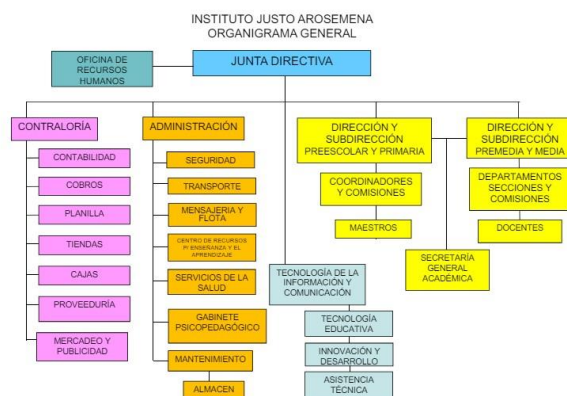 INSTITUTO JUSTO AROSEMENA
ORGANIGRAMA GENERAL
OFICINA DE
RECURSOS
HUMANOS
JUNTA DIRECTIVA
CONTRALORÍA
CONTABILIDAD
COBROS
PLANILLA
TIENDAS
CAJAS
PROVEEDURÍA
MERCADEO Y
PUBLICIDAD
ADMINISTRACIÓN
SEGURIDAD
TRANSPORTE
MENSAJERIA Y
FLOTA
CENTRO DE RECURSOS
P/ ENSEÑANZA Y EL
APRENDIZAJE
SERVICIOS DE LA
SALUD
GABINETE
PSICOPEDAGÓGICO
MANTENIMIENTO
ALMACEN
TECNOLOGÍA DE LA
INFORMACIÓN Y
COMUNICACIÓN
TECNOLOGÍA
EDUCATIVA
INNOVACIÓN Y
DESARROLLO
ASISTENCIA
TÉCNICA
DIRECCIÓN Y
SUBDIRECCIÓN
PREESCOLAR Y PRIMARIA
COORDINADORES
Y COMISIONES
MAESTROS
SECRETARÍA
GENERAL
ACADÉMICA
DIRECCIÓN Y
SUBDIRECCIÓN
PREMEDIA Y MEDIA
DEPARTAMENTOS
SECCIONES Y
COMISIONES
DOCENTES